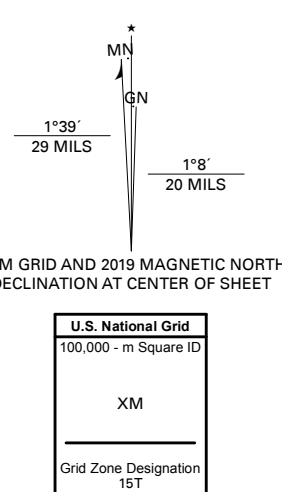 ★
MN
GN
1°39´
29 MILS
1°8´
20 MILS
M GRID AND 2019 MAGNETIC NORTH
DECLINATION AT CENTER OF SHEET
U.S. National Grid
100,000 - m Square ID
XM
Grid Zone Designation
15T